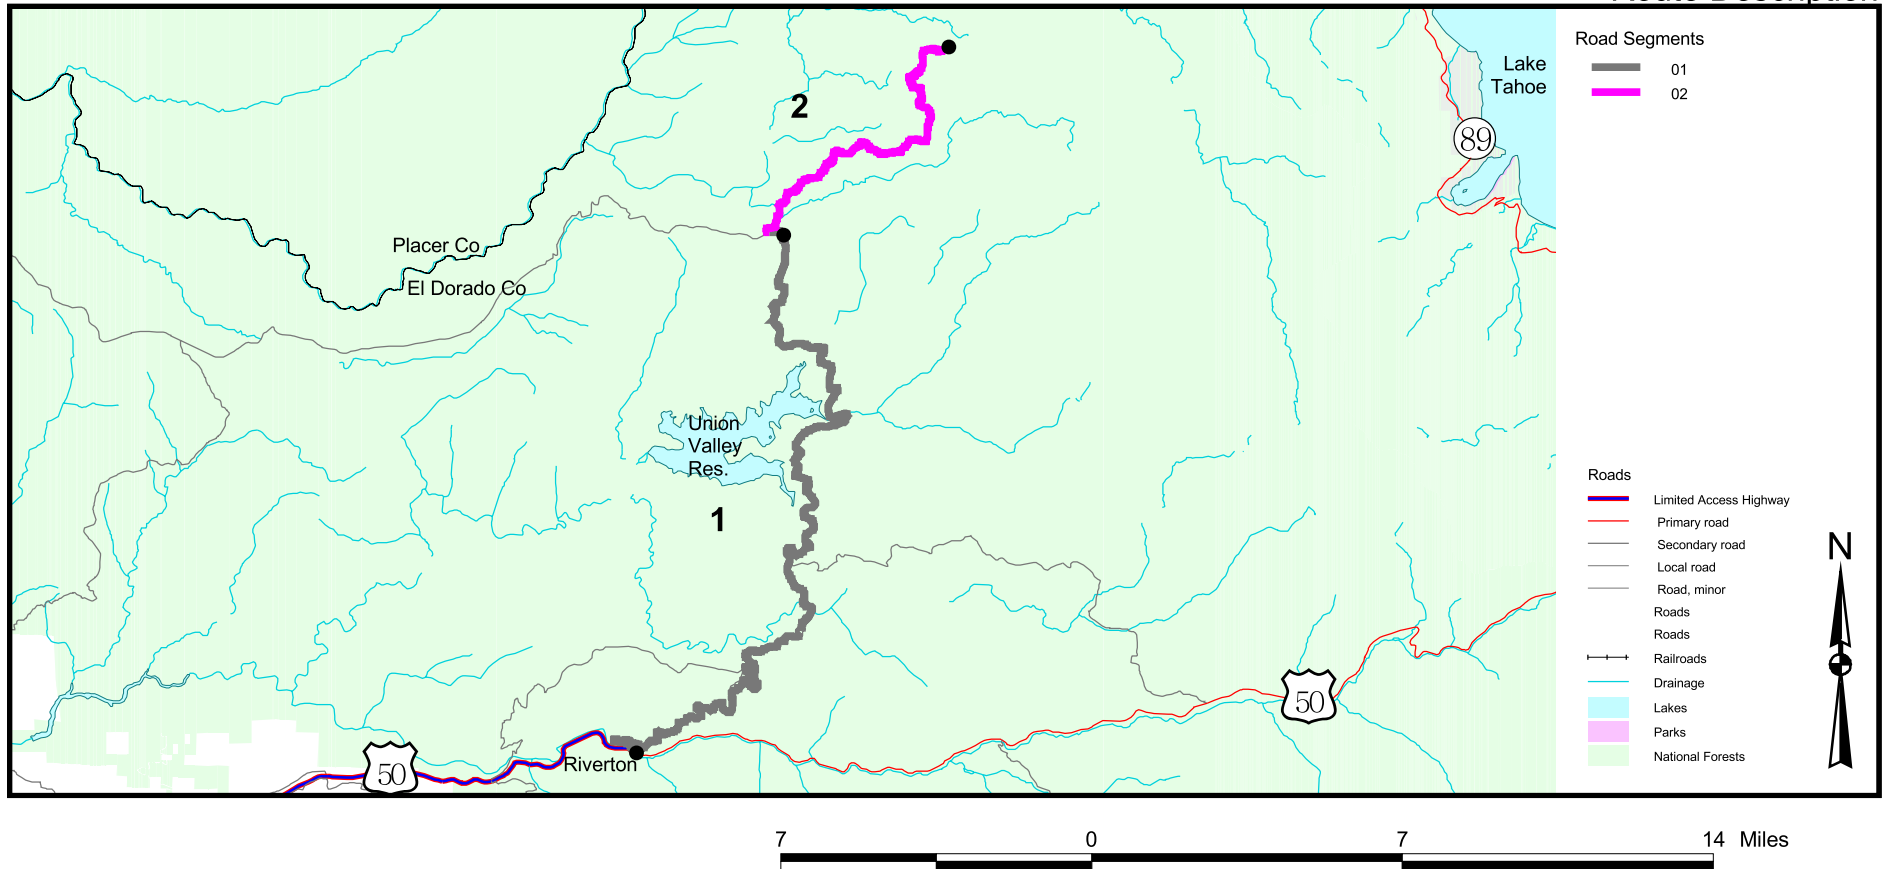 Route Description
Road Segments
01
02
Lake
Tahoe
89
2
Placer Co
El Dorado Co
Union
Valley
Res.
1
50
50
Riverton
Roads
Limited Access Highway
Primary road
Secondary road
Local road
Road, minor
Roads
Roads
Railroads
Drainage
Lakes
Parks
National Forests
N
7 0 7 14 Miles